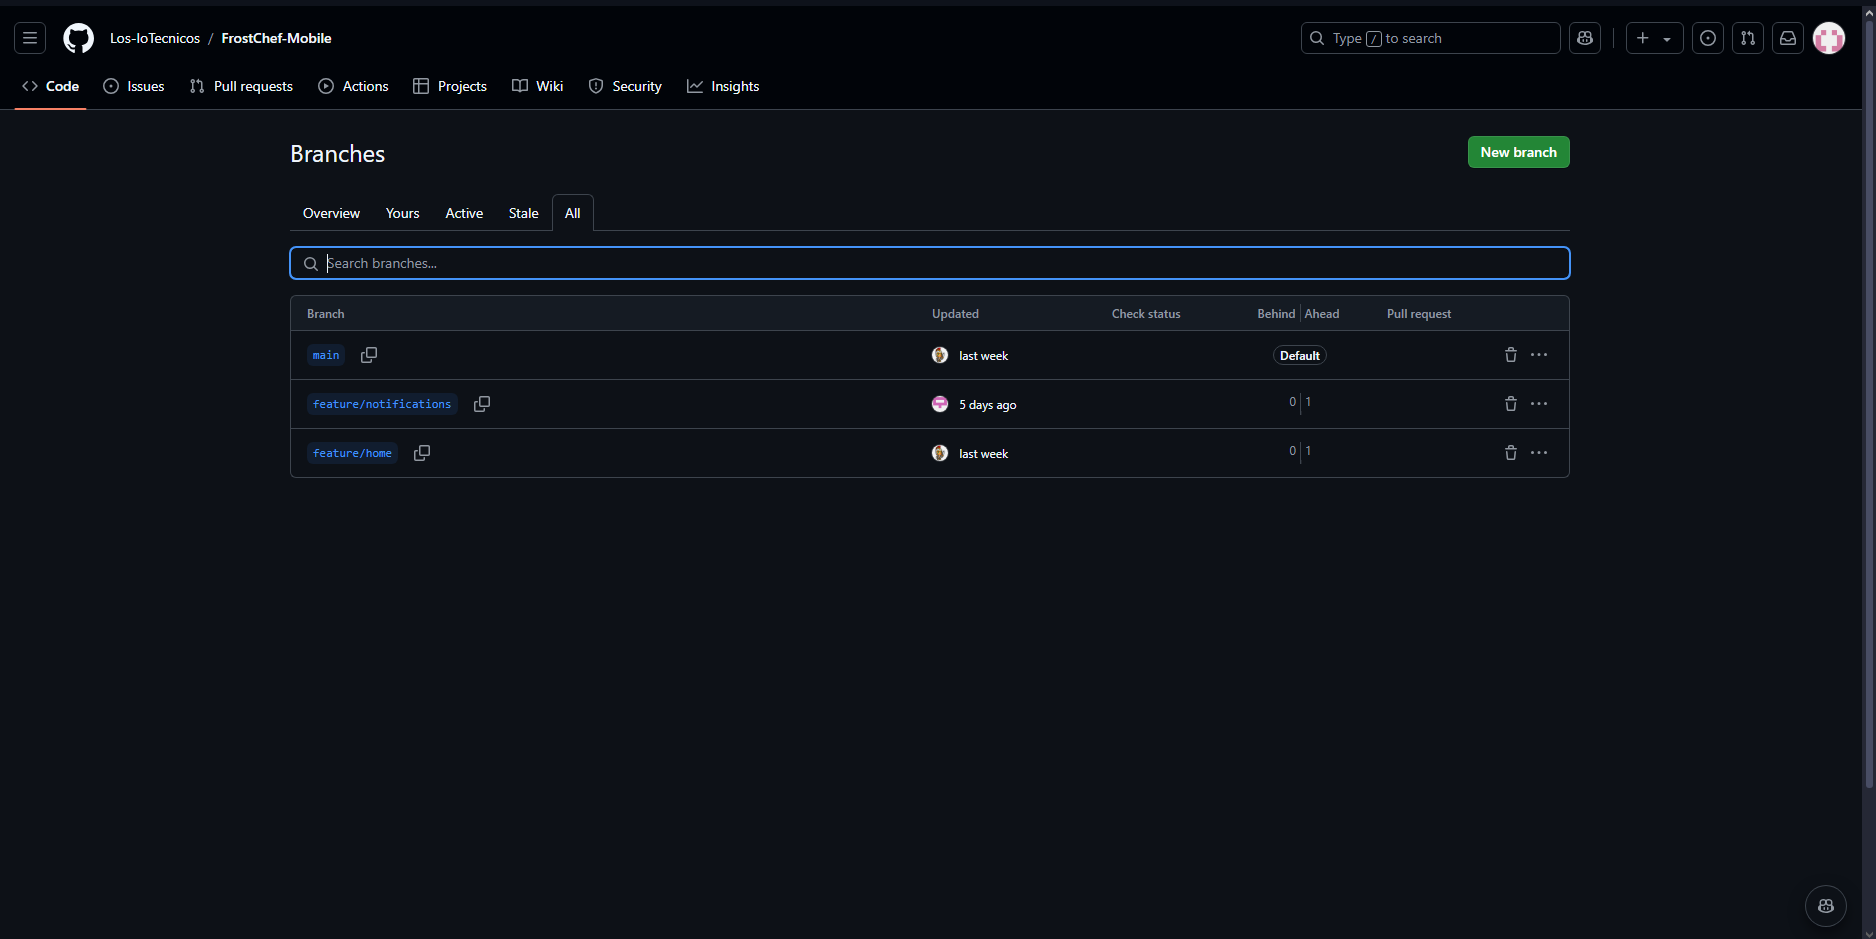 Los-IoTecnicos / FrostChef-Mobile
Type / to search
Code Issues Pull requests Actions Projects Wiki Security Insights
Branches
New branch
Overview Yours Active Stale All
Search branches...
Branch Updated Check status Behind Ahead Pull request
main last week Default
feature/notifications 5 days ago 0 1
feature/home last week 0 1